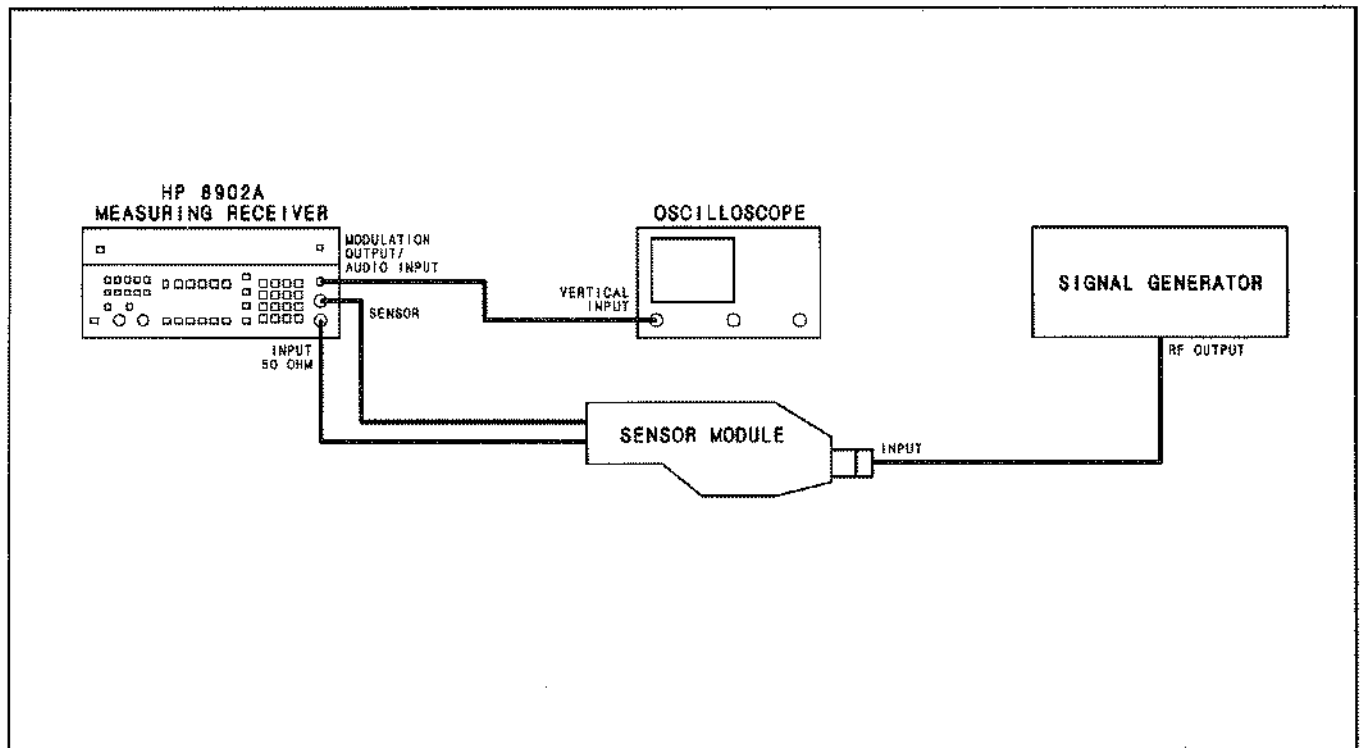 HP 8902A
MEASURING RECEIVER
MODULATION
OUTPUT/
AUDIO INPUT
SENSOR
INPUT
50 OHM
OSCILLOSCOPE
VERTICAL
INPUT
SIGNAL GENERATOR
RF OUTPUT
SENSOR MODULE
INPUT